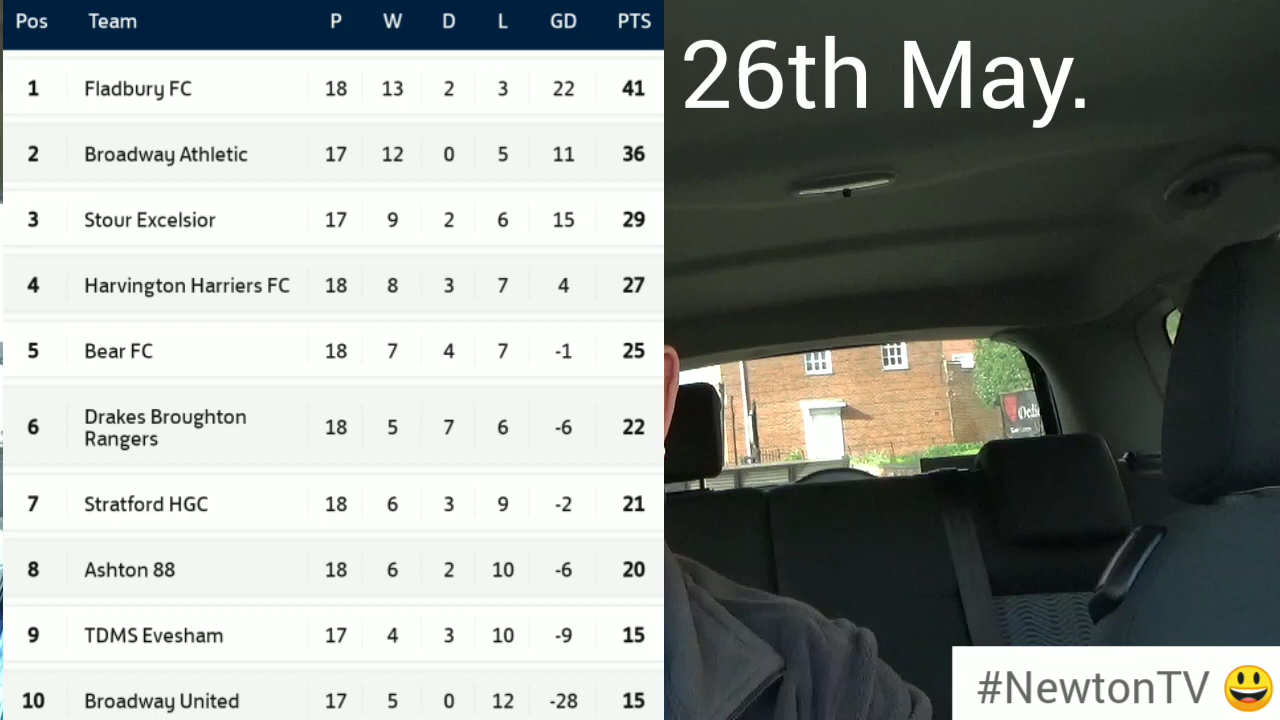 Pos Team P W D L GD PTS
1 Fladbury FC 18 13 2 3 22 41
2 Broadway Athletic 17 12 0 5 11 36
3 Stour Excelsior 17 9 2 6 15 29
4 Harvington Harriers FC 18 8 3 7 4 27
5 Bear FC 18 7 4 7 -1 25
6 Drakes Broughton
Rangers 18 5 7 6 -6 22
7 Stratford HGC 18 6 3 9 -2 21
8 Ashton 88 18 6 2 10 -6 20
9 TDMS Evesham 17 4 3 10 -9 15
10 Broadway United 17 5 0 12 -28 15
26th May.
#NewtonTV 😃